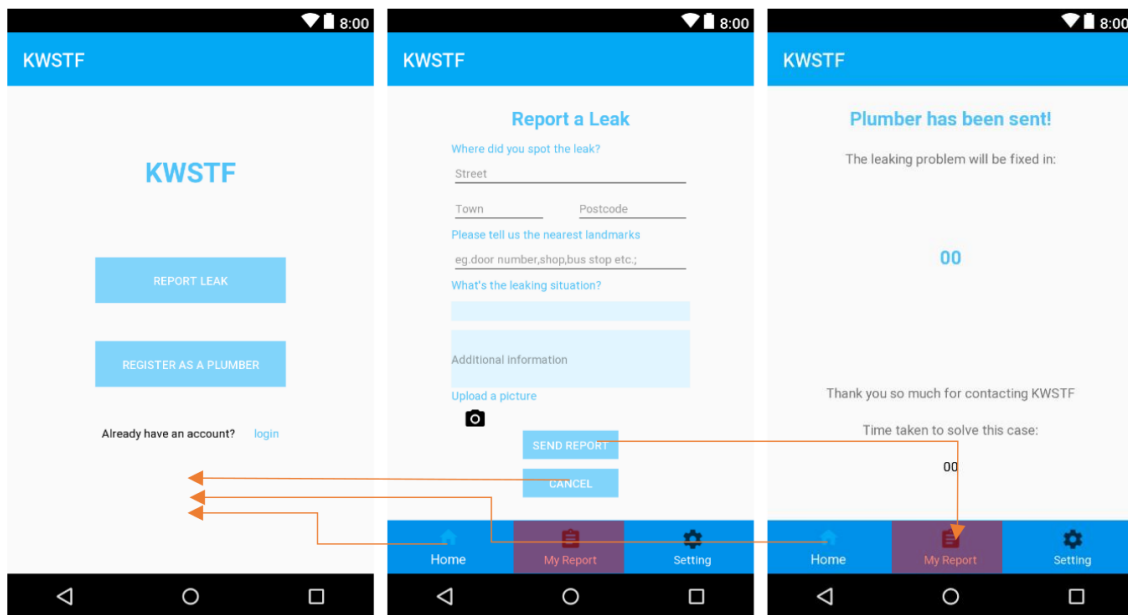 8:00
KWSTF
KWSTF
REPORT LEAK
REGISTER AS A PLUMBER
Already have an account? login
8:00
KWSTF
Report a Leak
Where did you spot the leak?
Street
Town Postcode
Please tell us the nearest landmarks
eg.door number,shop,bus stop etc.;
What's the leaking situation?
Additional information
Upload a picture
SEND REPORT
CANCEL
Home My Report Setting
8:00
KWSTF
Plumber has been sent!
The leaking problem will be fixed in:
00
Thank you so much for contacting KWSTF
Time taken to solve this case:
00
Home My Report Setting